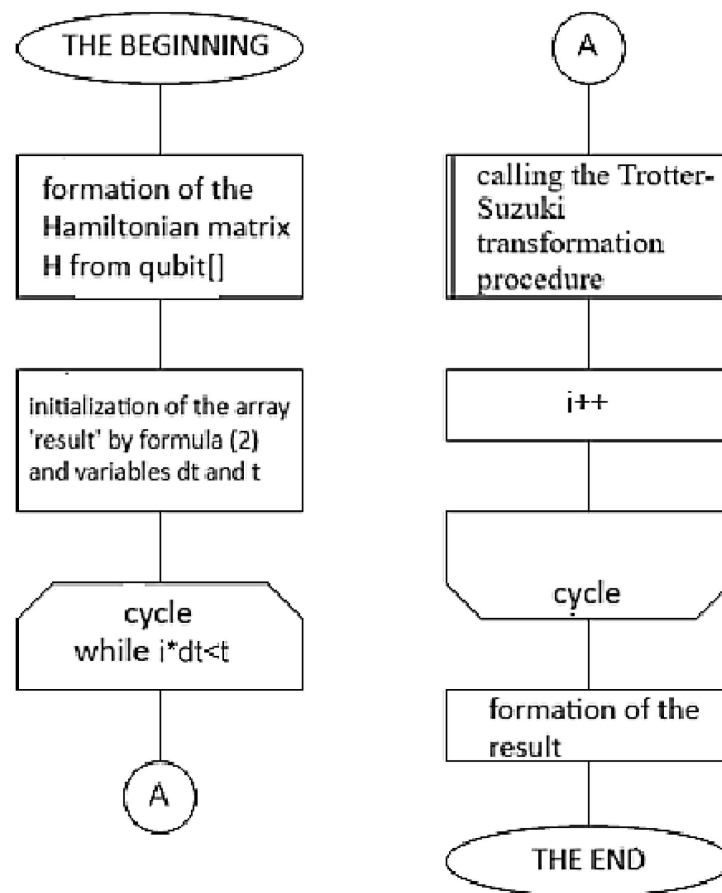 THE BEGINNING
formation of the
Hamiltonian matrix
H from qubit[]
initialization of the array
'result' by formula (2)
and variables dt and t
cycle
while i*dt<t
A
A
calling the Trotter-
Suzuki
transformation
procedure
i++
cycle
formation of the
result
THE END